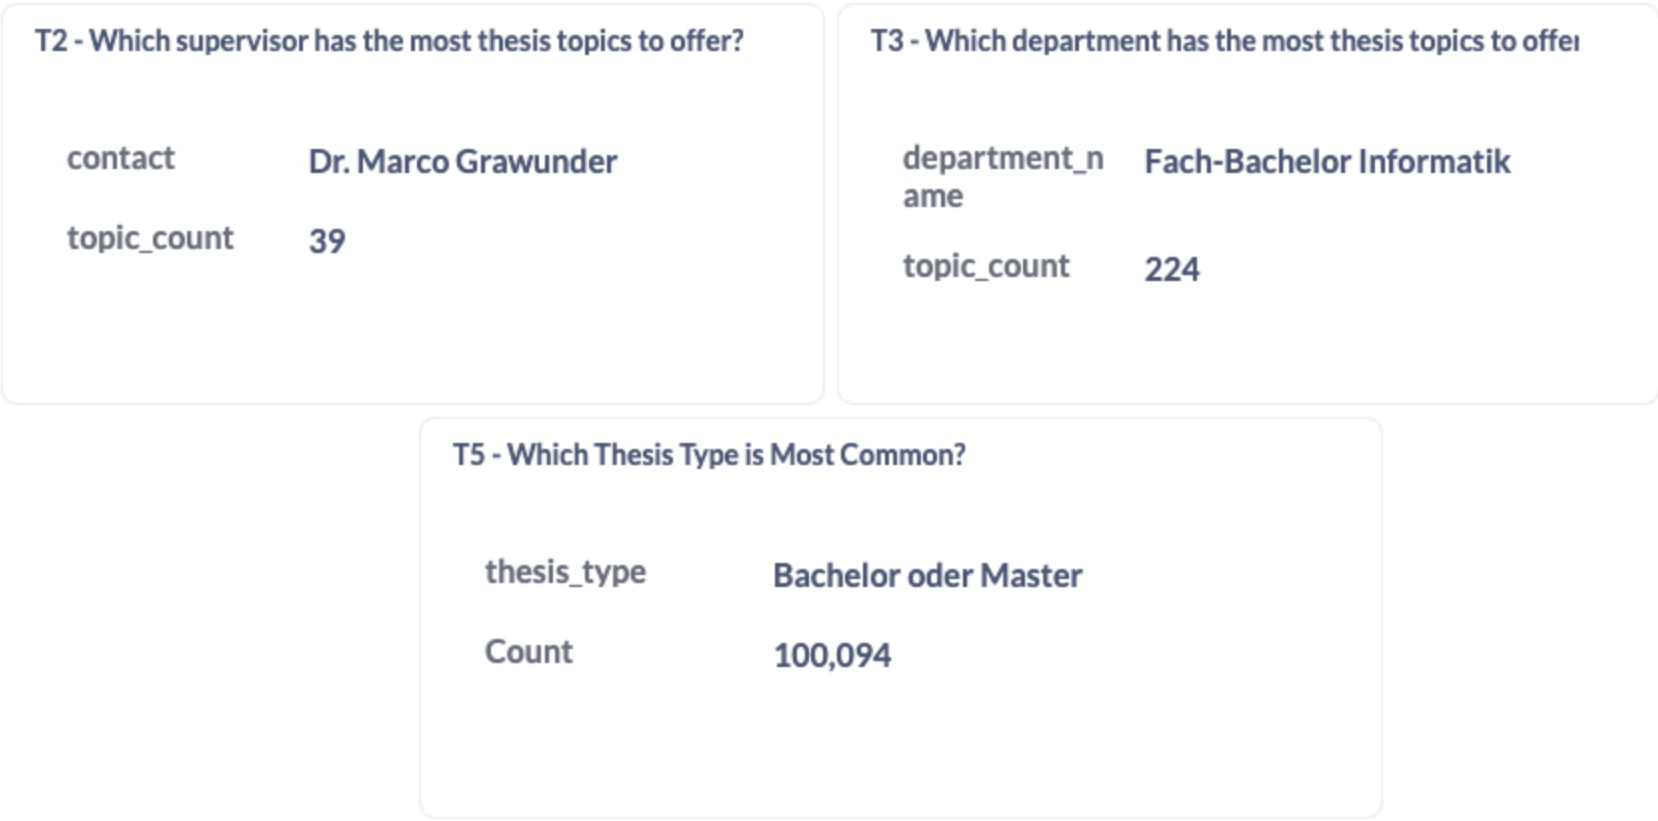 T2 - Which supervisor has the most thesis topics to offer?
contact Dr. Marco Grawunder
topic_count 39
T3 - Which department has the most thesis topics to offer
department_n Fach-Bachelor Informatik
ame
topic_count 224
T5 - Which Thesis Type is Most Common?
thesis_type Bachelor oder Master
Count 100,094